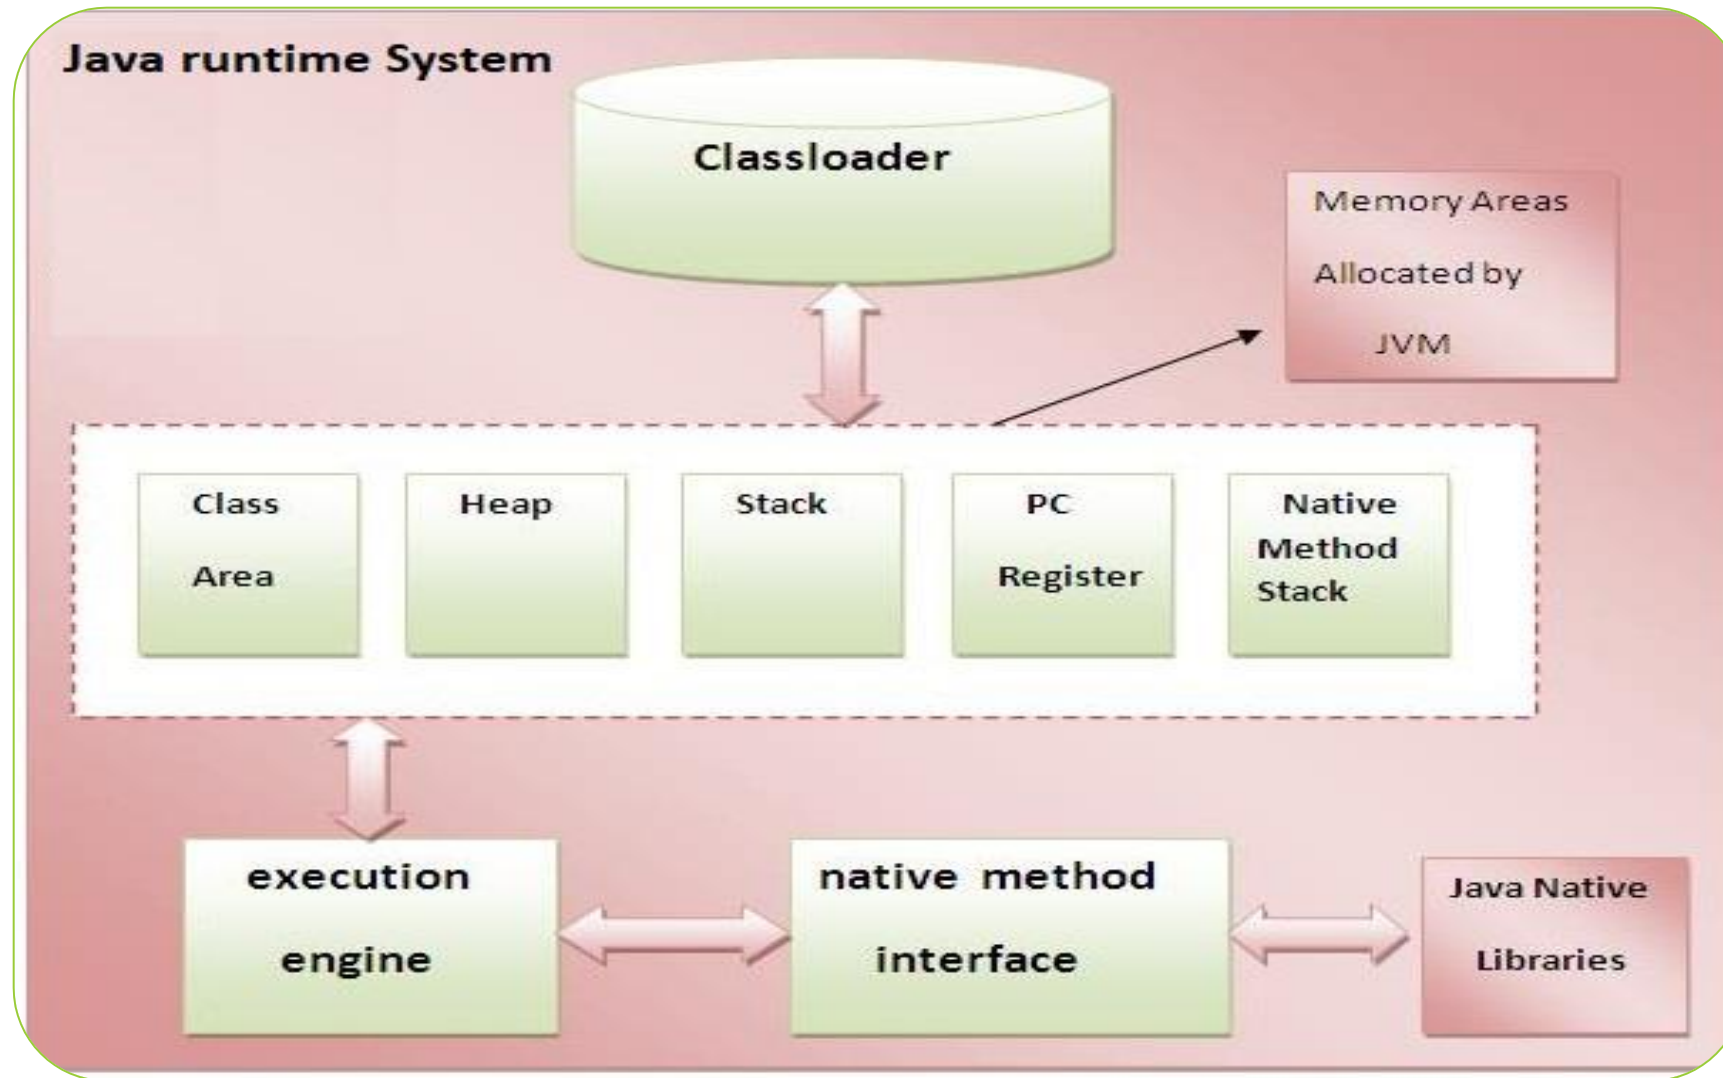 Java runtime System
Classloader
Memory Areas
Allocated by
JVM
Class
Area
Heap
Stack
PC
Register
Native
Method
Stack
execution
engine
native method
interface
Java Native
Libraries